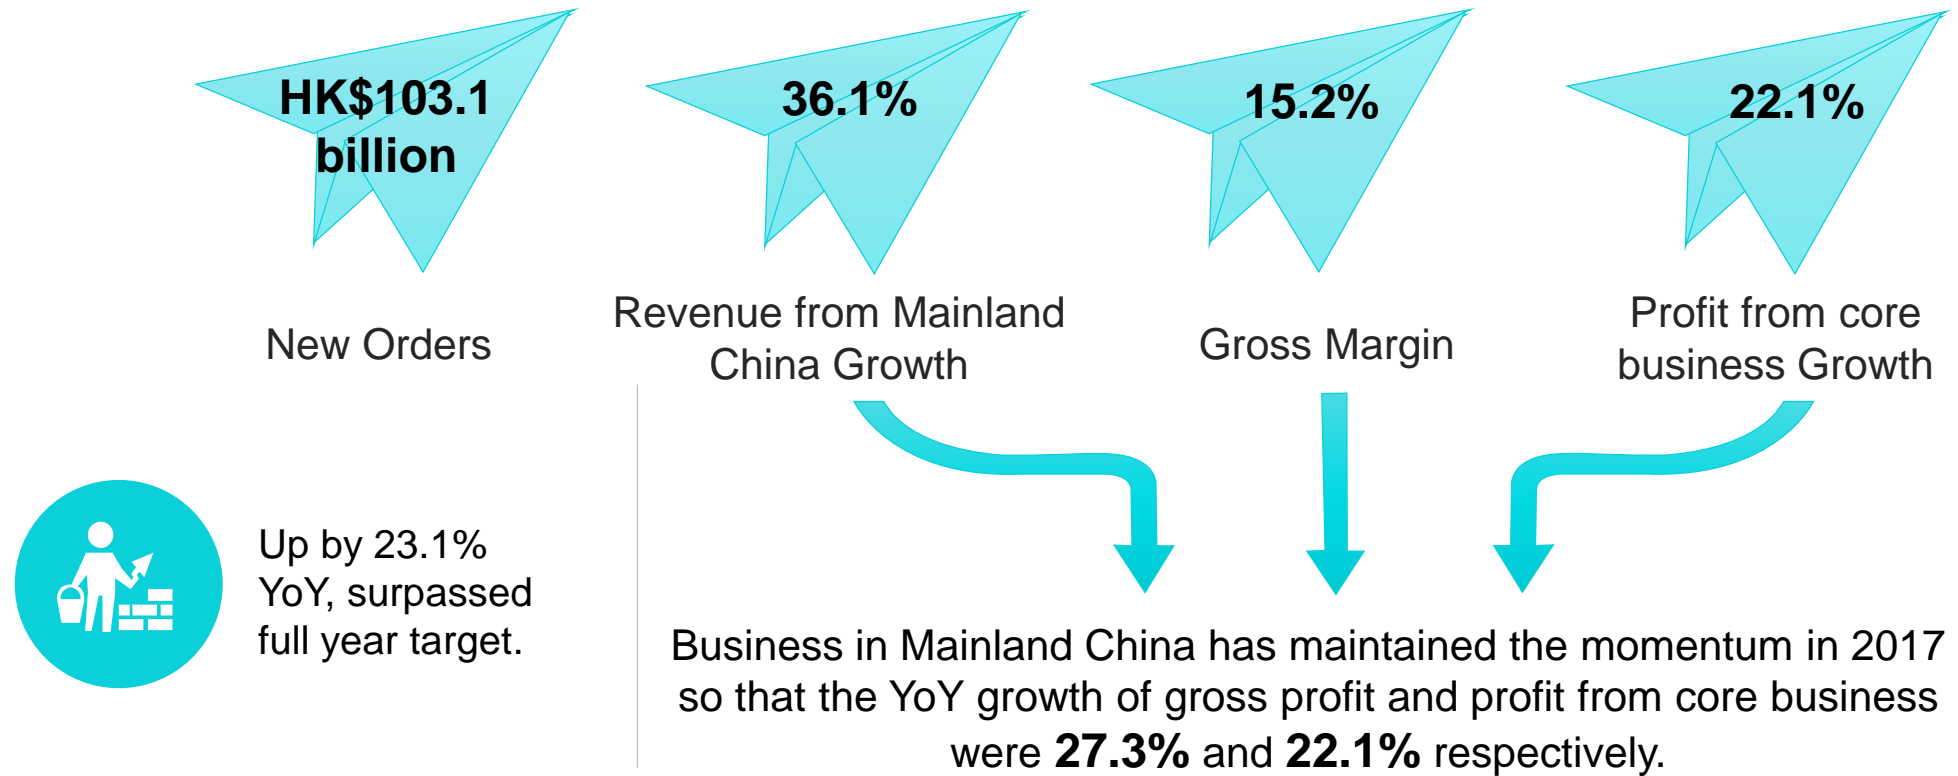 HK$103.1
billion
36.1%
15.2%
22.1%
New Orders
Revenue from Mainland
China Growth
Gross Margin
Profit from core
business Growth
Up by 23.1%
YoY, surpassed
full year target.
Business in Mainland China has maintained the momentum in 2017
so that the YoY growth of gross profit and profit from core business
were 27.3% and 22.1% respectively.